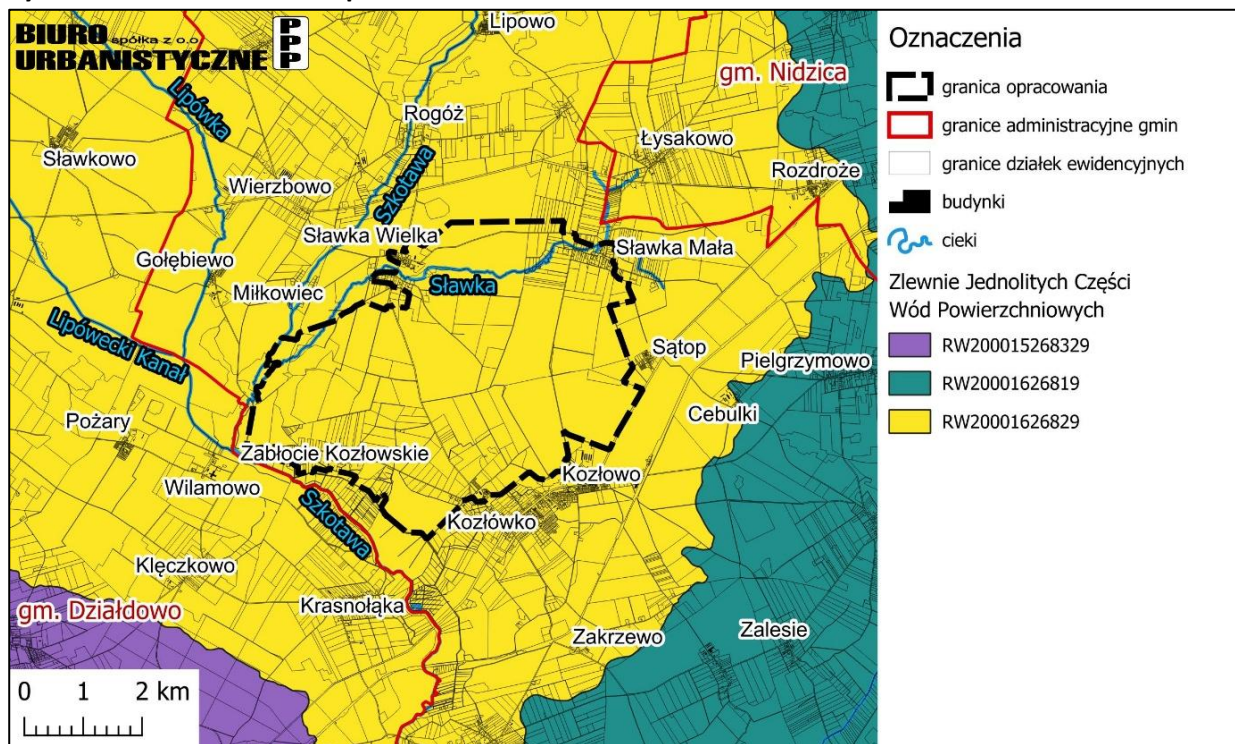 BIURO spółka z o.o.
URBANISTYCZNE
P
P
P
Lipowo
gm. Nidzica
Lipówka
Rogóż
Łysakowo
Sławkowo
Rozdroże
Wierzbowo
Szkotawa
Sławka Wielka
Sławka Mała
Gołębiewo
Miłkowiec
Sławka
Lipówecki Kanał
Sątop
Pielgrzymowo
Cebulki
Pożary
Zabłocie Kozłowskie
Kozłowo
Wilamowo
Szkotawa
Kozłówko
Klęczkowo
Krasnołąka
gm. Działdowo
Zakrzewo
Zalesie
0 1 2 km
Oznaczenia
granica opracowania
granice administracyjne gmin
granice działek ewidencyjnych
budynki
cieki
Zlewnie Jednolitych Części
Wód Powierzchniowych
RW200015268329
RW20001626819
RW20001626829